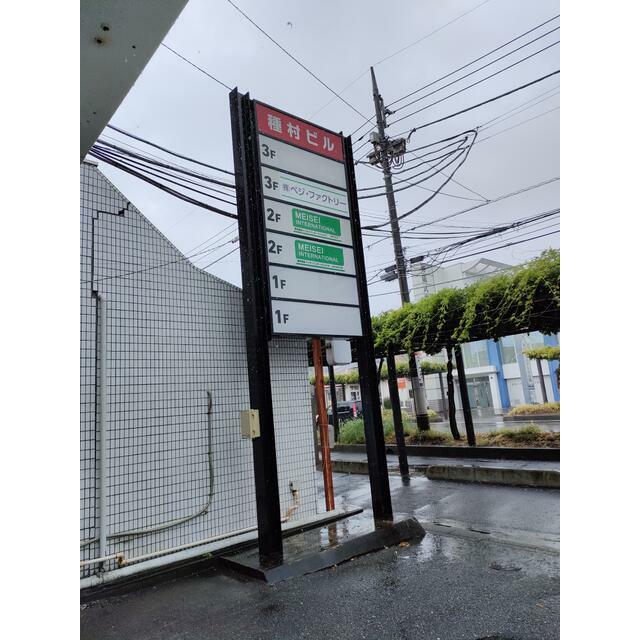 種村ビル
3F
3F ㈲ベジ・ファクトリー
2F MEISEI
INTERNATIONAL
2F MEISEI
INTERNATIONAL
1F
1F